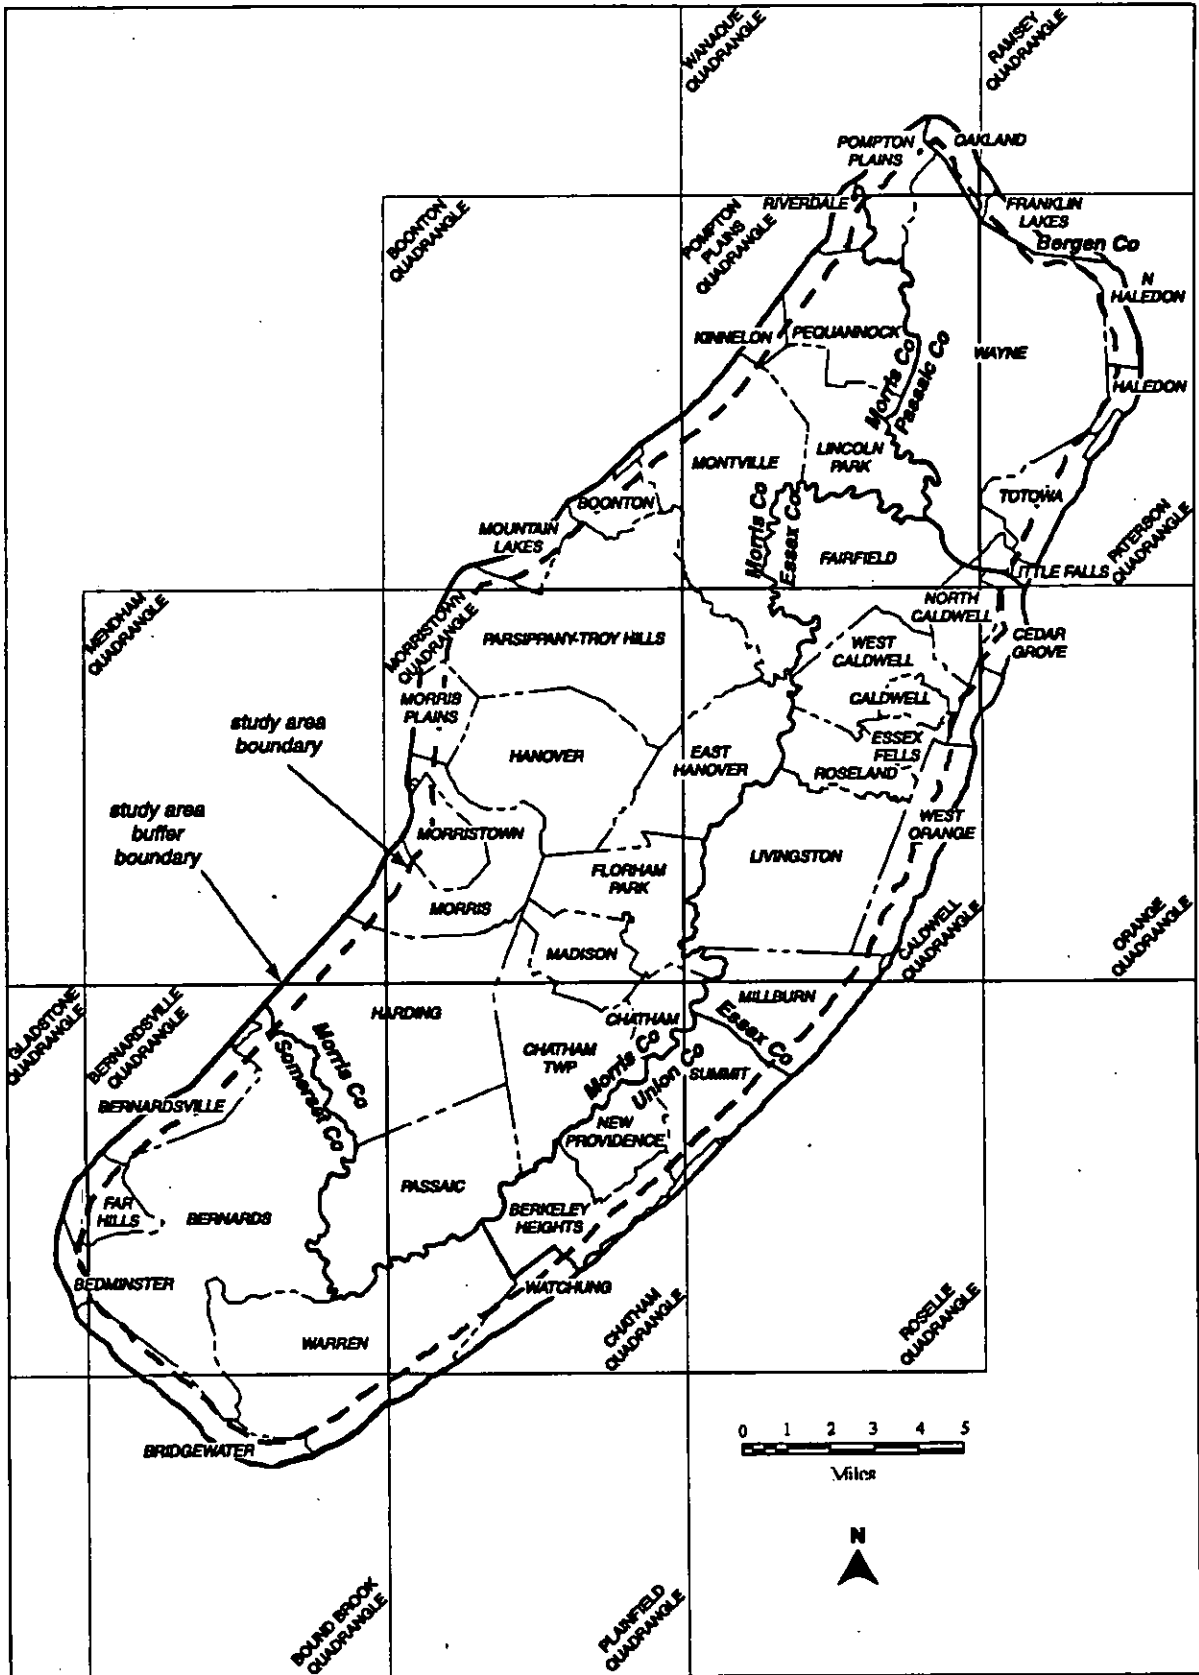 WANAQUE
QUADRANGLE
RAMSEY
QUADRANGLE
POMPTON
PLAINS
OAKLAND
BOONTON
QUADRANGLE
POMPTON
PLAINS
QUADRANGLE
RIVERDALE
FRANKLIN
LAKES
Bergen Co
N
HALEDON
KINNELON
PEQUANNOCK
WAYNE
Morris Co
Passaic Co
HALEDON
MONTVILLE
LINCOLN
PARK
BOONTON
TOTOWA
MOUNTAIN
LAKES
Morris Co
Essex Co
FAIRFIELD
PATERSON
QUADRANGLE
LITTLE FALLS
MENDHAM
QUADRANGLE
MORRISTOWN
QUADRANGLE
PARSIPPANY-TROY HILLS
NORTH
CALDWELL
WEST
CALDWELL
CEDAR
GROVE
MORRIS
PLAINS
CALDWELL
study area
boundary
HANOVER
EAST
HANOVER
ESSEX
FELLS
ROSELAND
study area
buffer
boundary
MORRISTOWN
WEST
ORANGE
FLORHAM
PARK
LIVINGSTON
MORRIS
MADISON
CALDWELL
QUADRANGLE
ORANGE
QUADRANGLE
GLADSTONE
QUADRANGLE
BERNARDSVILLE
QUADRANGLE
HARDING
CHATHAM
MILLBURN
Essex Co
Morris Co
Somerset Co
CHATHAM
TWP
Morris Co
Union Co
SUMMIT
BERNARDSVILLE
NEW
PROVIDENCE
FAR
HILLS
BERNARDS
PASSAIC
BERKELEY
HEIGHTS
BEDMINSTER
WATCHUNG
WARREN
CHATHAM
QUADRANGLE
ROSELLE
QUADRANGLE
BRIDGEWATER
0 1 2 3 4 5
Miles
N
BOUND BROOK
QUADRANGLE
PLAINFIELD
QUADRANGLE